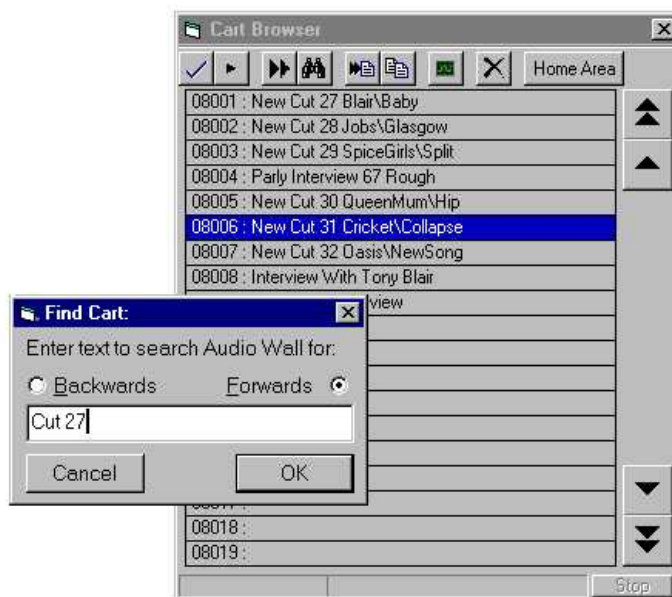 Cart Browser
Home Area
08001 : New Cut 27 Blair\Baby
08002 : New Cut 28 Jobs\Glasgow
08003 : New Cut 29 SpiceGirls\Split
08004 : Parly Interview 67 Rough
08005 : New Cut 30 QueenMum\Hip
08006 : New Cut 31 Cricket\Collapse
08007 : New Cut 32 Oasis\NewSong
08008 : Interview With Tony Blair
view
Find Cart:
Enter text to search Audio Wall for:
Backwards Forwards
Cut 27
Cancel OK
08018 :
08019 :
Stop